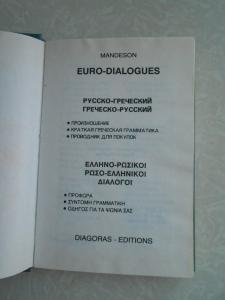 MANDESON
EURO-DIALOGUES
РУССКО-ГРЕЧЕСКИЙ
ГРЕЧЕСКО-РУССКИЙ
• ПРОИЗНОШЕНИЕ
• КРАТКАЯ ГРЕЧЕСКАЯ ГРАММАТИКА
• ПРОВОДНИК ДЛЯ ПОКУПОК
ΕΛΛΗΝΟ-ΡΩΣΙΚΟΙ
ΡΩΣΟ-ΕΛΛΗΝΙΚΟΙ
ΔΙΑΛΟΓΟΙ
• ΠΡΟΦΟΡΑ
• ΣΥΝΤΟΜΗ ΓΡΑΜΜΑΤΙΚΗ
• ΟΔΗΓΟΣ ΓΙΑ ΤΑ ΨΩΝΙΑ ΣΑΣ
DIAGORAS - EDITIONS